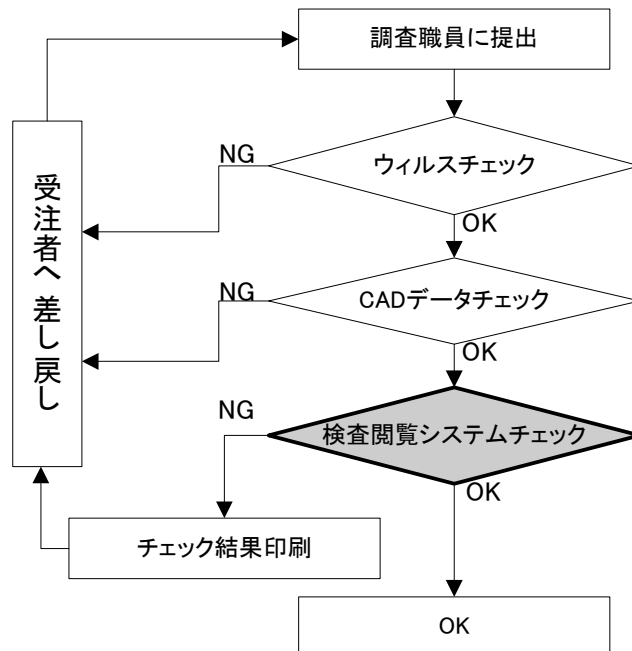 調査職員に提出
NG
ウィルスチェック
OK
受注者へ 差し戻し
NG
CADデータチェック
OK
NG
検査閲覧システムチェック
OK
チェック結果印刷
OK